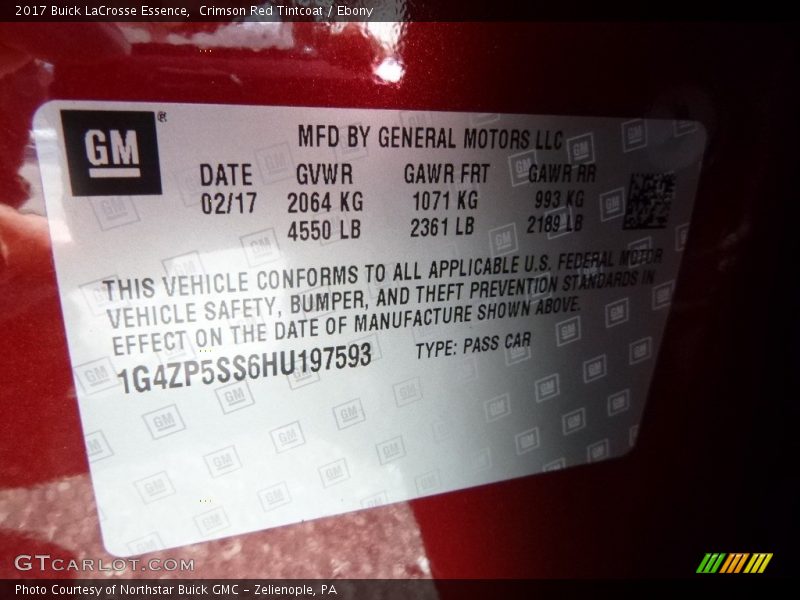 2017 Buick LaCrosse Essence, Crimson Red Tintcoat / Ebony
GM ®
MFD BY GENERAL MOTORS LLC
DATE GVWR GAWR FRT GAWR RR
02/17 2064 KG 1071 KG 993 KG
4550 LB 2361 LB 2189 LB
THIS VEHICLE CONFORMS TO ALL APPLICABLE U.S. FEDERAL MOTOR
VEHICLE SAFETY, BUMPER, AND THEFT PREVENTION STANDARDS IN
EFFECT ON THE DATE OF MANUFACTURE SHOWN ABOVE.
1G4ZP5SS6HU197593 TYPE: PASS CAR
GTCARLOT.COM
Photo Courtesy of Northstar Buick GMC - Zelienople, PA